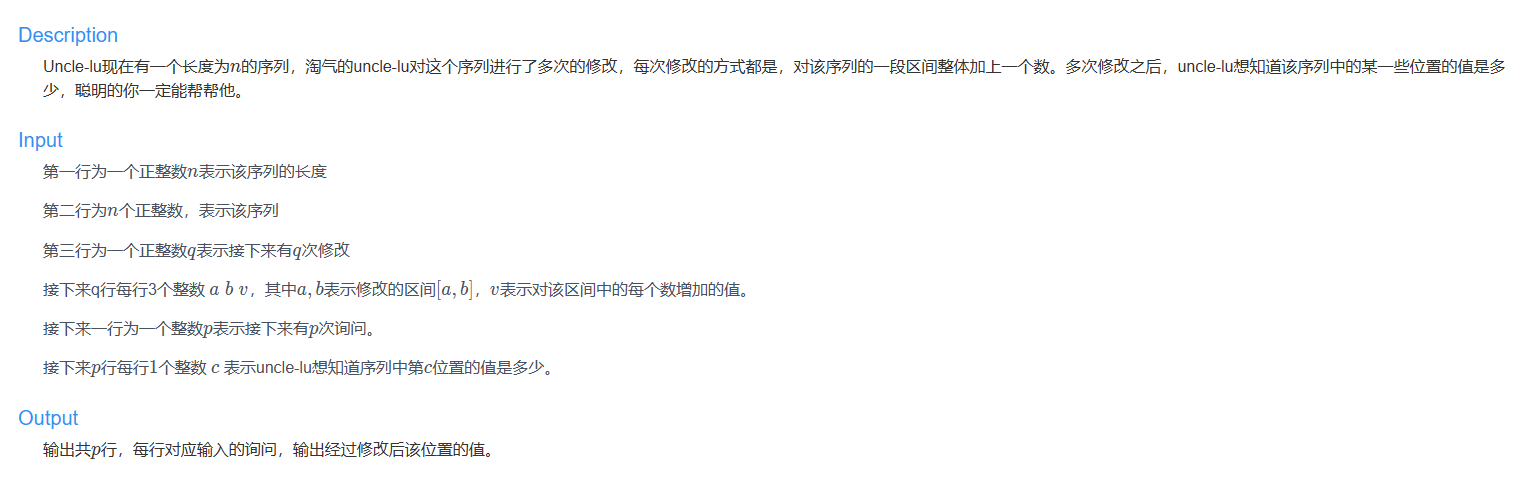 Description
Uncle-lu现在有一个长度为n的序列，淘气的uncle-lu对这个序列进行了多次的修改，每次修改的方式都是，对该序列的一段区间整体加上一个数。多次修改之后，uncle-lu想知道该序列中的某一些位置的值是多
少，聪明的你一定能帮帮他。
Input
第一行为一个正整数n表示该序列的长度
第二行为n个正整数，表示该序列
第三行为一个正整数q表示接下来有q次修改
接下来q行每行3个整数 a b v，其中a,b表示修改的区间[a,b]，v表示对该区间中的每个数增加的值。
接下来一行为一个整数p表示接下来有p次询问。
接下来p行每行1个整数 c 表示uncle-lu想知道序列中第c位置的值是多少。
Output
输出共p行，每行对应输入的询问，输出经过修改后该位置的值。